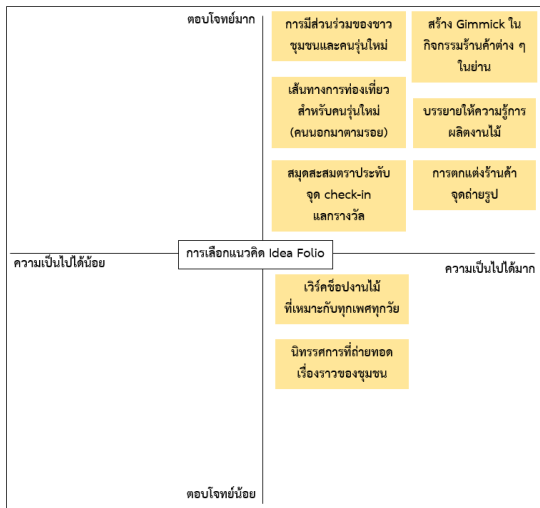 ตอบโจทย์มาก
การมีส่วนร่วมของชาว
ชุมชนและคนรุ่นใหม่
สร้าง Gimmick ใน
กิจกรรมร้านค้าต่าง ๆ
ในย่าน
เส้นทางการท่องเที่ยว
สำหรับคนรุ่นใหม่
(คนนอกมาตามรอย)
บรรยายให้ความรู้การ
ผลิตงานไม้
สมุดสะสมตราประทับ
จุด check-in
แลกรางวัล
การตกแต่งร้านค้า
จุดถ่ายรูป
ความเป็นไปได้น้อย
การเลือกแนวคิด Idea Folio
ความเป็นไปได้มาก
เวิร์คช็อปงานไม้
ที่เหมาะกับทุกเพศทุกวัย
นิทรรศการที่ถ่ายทอด
เรื่องราวของชุมชน
ตอบโจทย์น้อย